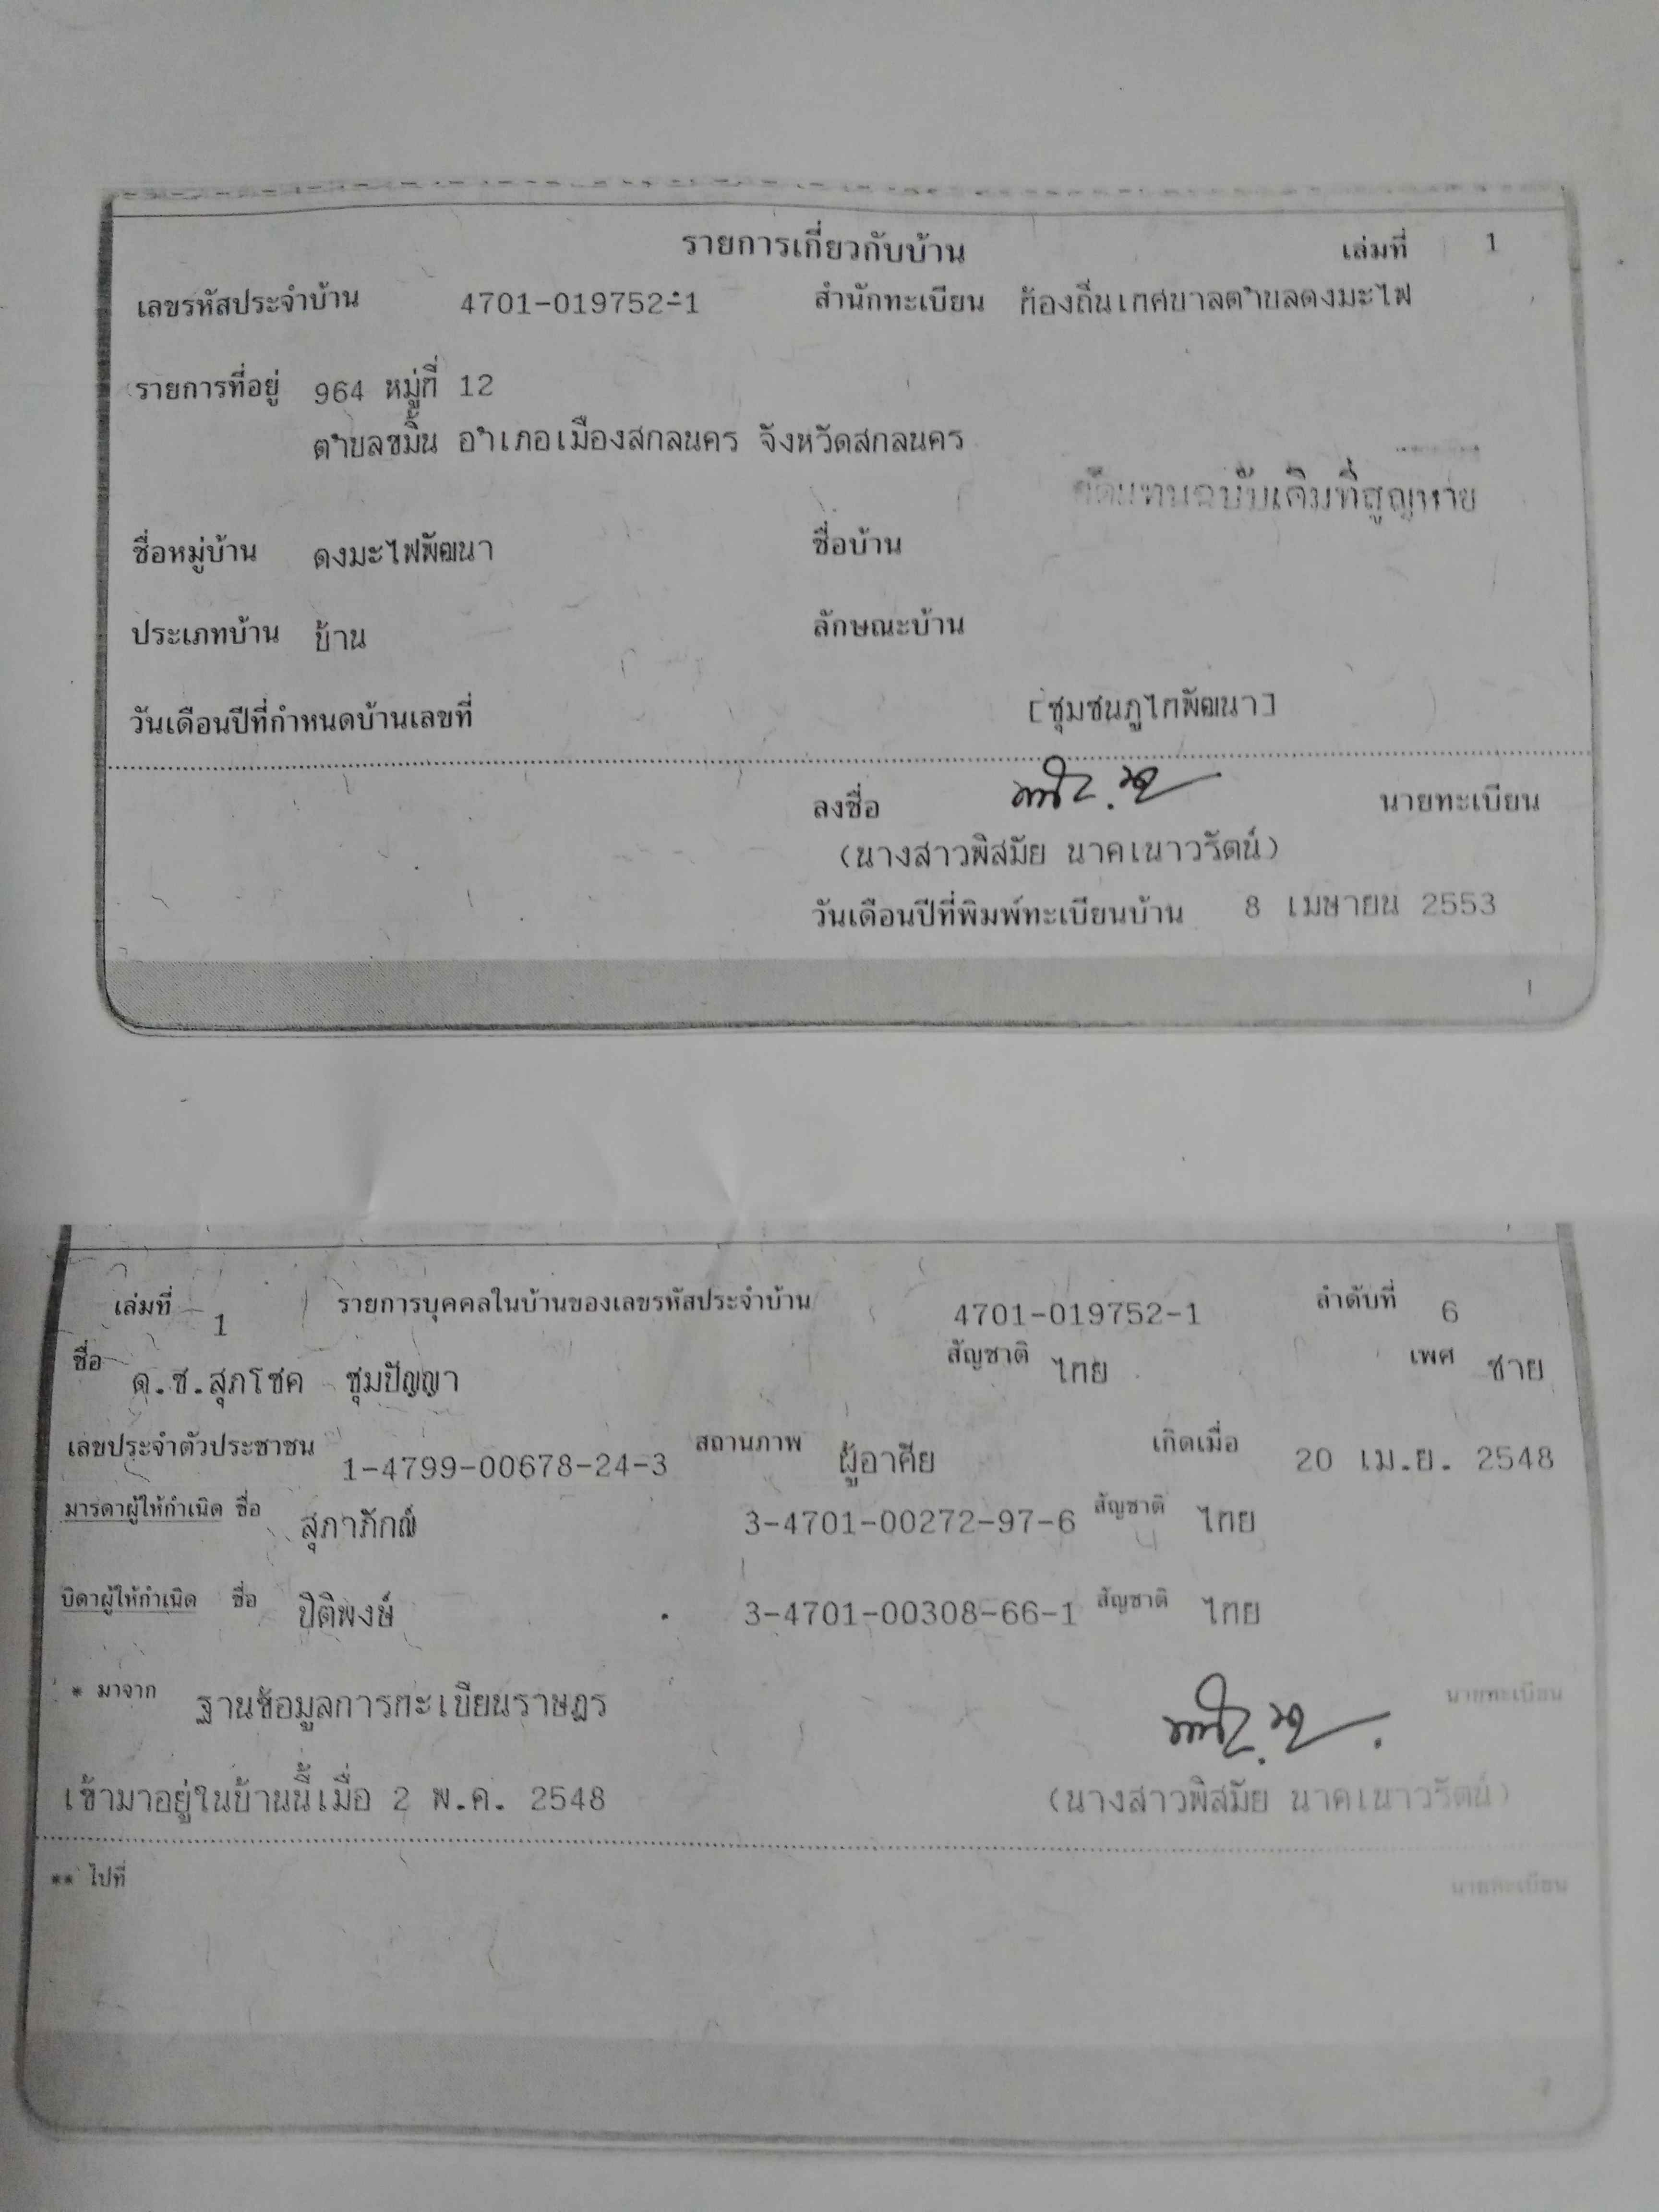 รายการเกี่ยวกับบ้าน เล่มที่ 1
เลขรหัสประจำบ้าน 4701-019752-1 สำนักทะเบียน ท้องถิ่นเทศบาลตำบลดงมะไฟ
รายการที่อยู่ 964 หมู่ที่ 12
ตำบลขมิ้น อำเภอเมืองสกลนคร จังหวัดสกลนคร
แทนฉบับเดิมที่สูญหาย
ชื่อหมู่บ้าน ดงมะไฟพัฒนา ชื่อบ้าน
ประเภทบ้าน บ้าน ลักษณะบ้าน
วันเดือนปีที่กำหนดบ้านเลขที่ [ชุมชนภูไทพัฒนา]
ลงชื่อ นายทะเบียน
(นางสาวพิสมัย นาคเนาวรัตน์)
วันเดือนปีที่พิมพ์ทะเบียนบ้าน 8 เมษายน 2553
1
เล่มที่ 1 รายการบุคคลในบ้านของเลขรหัสประจำบ้าน 4701-019752-1 ลำดับที่ 6
ชื่อ ด.ช.สุภโชค ชุมปัญญา สัญชาติ ไทย เพศ ชาย
เลขประจำตัวประชาชน 1-4799-00678-24-3 สถานภาพ ผู้อาศัย เกิดเมื่อ 20 เม.ย. 2548
มารดาผู้ให้กำเนิด ชื่อ สุภาภักณ์ 3-4701-00272-97-6 สัญชาติ ไทย
บิดาผู้ให้กำเนิด ชื่อ ปิติพงษ์ 3-4701-00308-66-1 สัญชาติ ไทย
* มาจาก ฐานข้อมูลการทะเบียนราษฎร นายทะเบียน
เข้ามาอยู่ในบ้านนี้เมื่อ 2 พ.ค. 2548 (นางสาวพิสมัย นาคเนาวรัตน์)
** ไปที่ นายทะเบียน